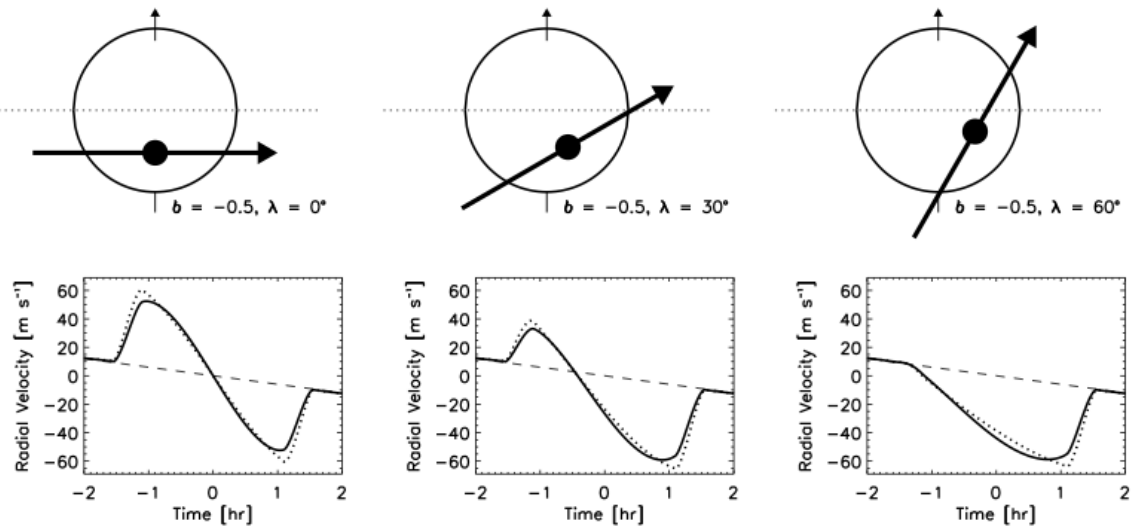 b = −0.5, λ = 0°
b = −0.5, λ = 30°
b = −0.5, λ = 60°
Radial Velocity [m s⁻¹]
60
40
20
0
−20
−40
−60
−2 −1 0 1 2
Time [hr]
Radial Velocity [m s⁻¹]
60
40
20
0
−20
−40
−60
−2 −1 0 1 2
Time [hr]
Radial Velocity [m s⁻¹]
60
40
20
0
−20
−40
−60
−2 −1 0 1 2
Time [hr]